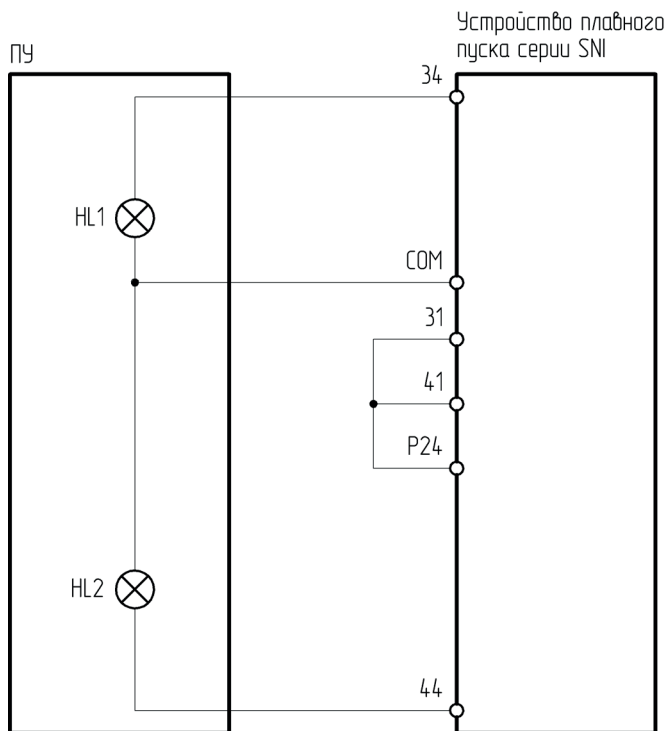 Устройство плавного
пуска серии SNI
ПУ
34
HL1
COM
31
41
P24
HL2
44